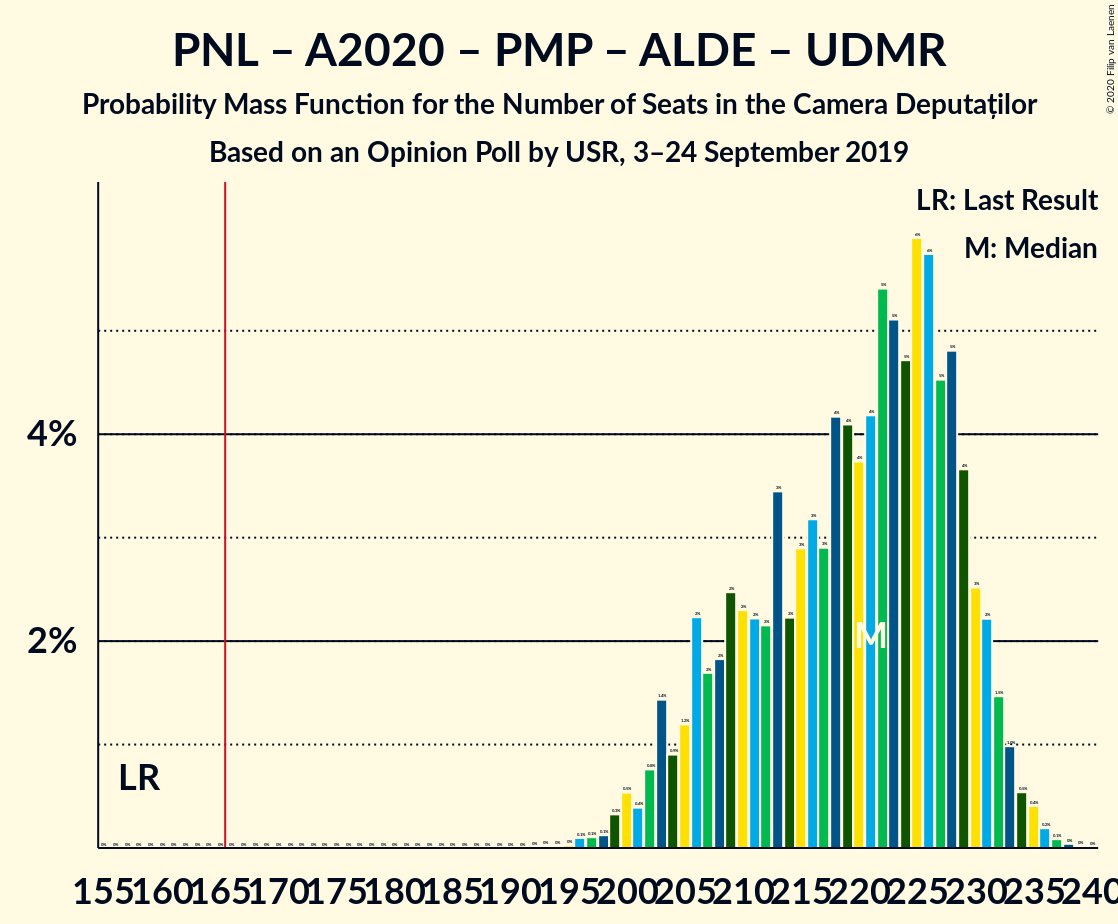 PNL – A2020 – PMP – ALDE – UDMR
Probability Mass Function for the Number of Seats in the Camera Deputaților
Based on an Opinion Poll by USR, 3–24 September 2019
© 2020 Filip van Laenen
LR: Last Result
M: Median
4%
2%
LR
M
155 160 165 170 175 180 185 190 195 200 205 210 215 220 225 230 235 240